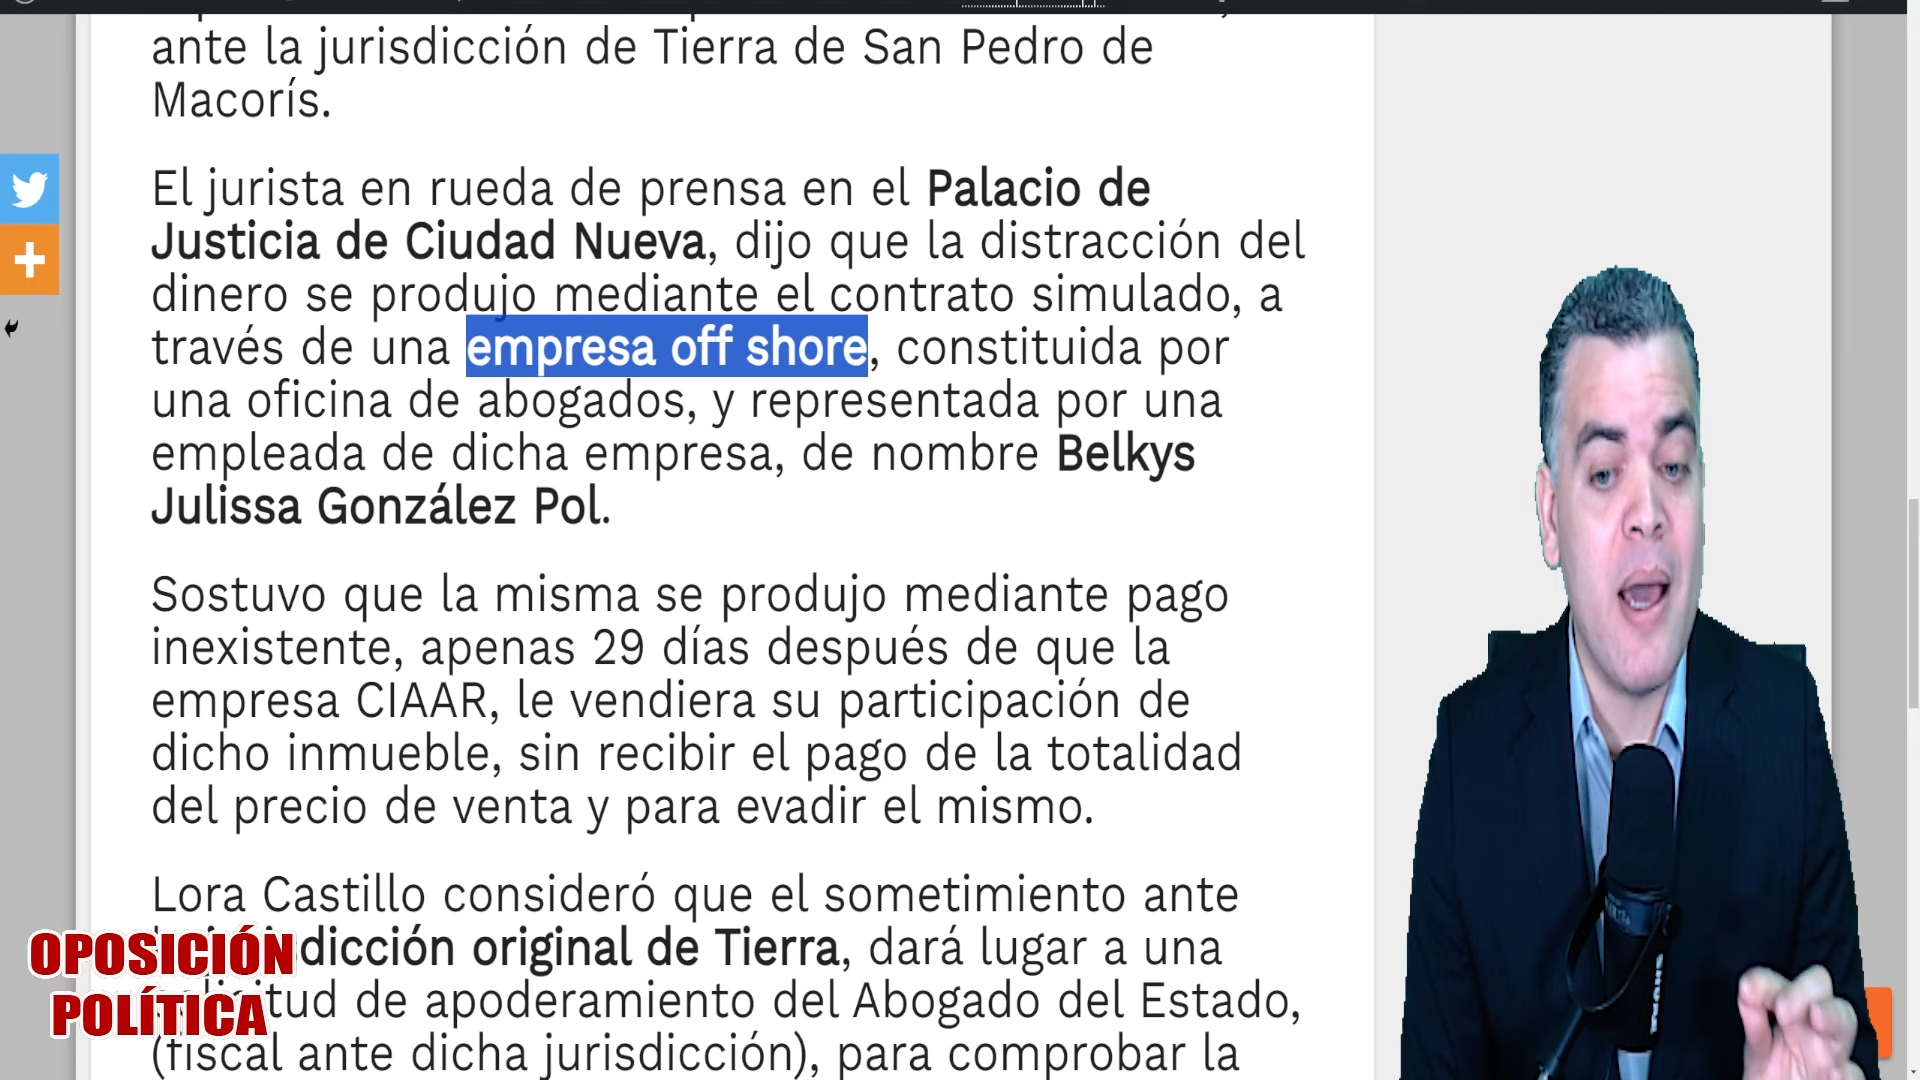 ante la jurisdicción de Tierra de San Pedro de
Macorís.
El jurista en rueda de prensa en el Palacio de
Justicia de Ciudad Nueva, dijo que la distracción del
dinero se produjo mediante el contrato simulado, a
través de una empresa off shore, constituida por
una oficina de abogados, y representada por una
empleada de dicha empresa, de nombre Belkys
Julissa González Pol.
Sostuvo que la misma se produjo mediante pago
inexistente, apenas 29 días después de que la
empresa CIAAR, le vendiera su participación de
dicho inmueble, sin recibir el pago de la totalidad
del precio de venta y para evadir el mismo.
Lora Castillo consideró que el sometimiento ante
original de Tierra, dará lugar a una
de apoderamiento del Abogado del Estado,
(fiscal ante dicha jurisdicción), para comprobar la
OPOSICIÓN
POLÍTICA